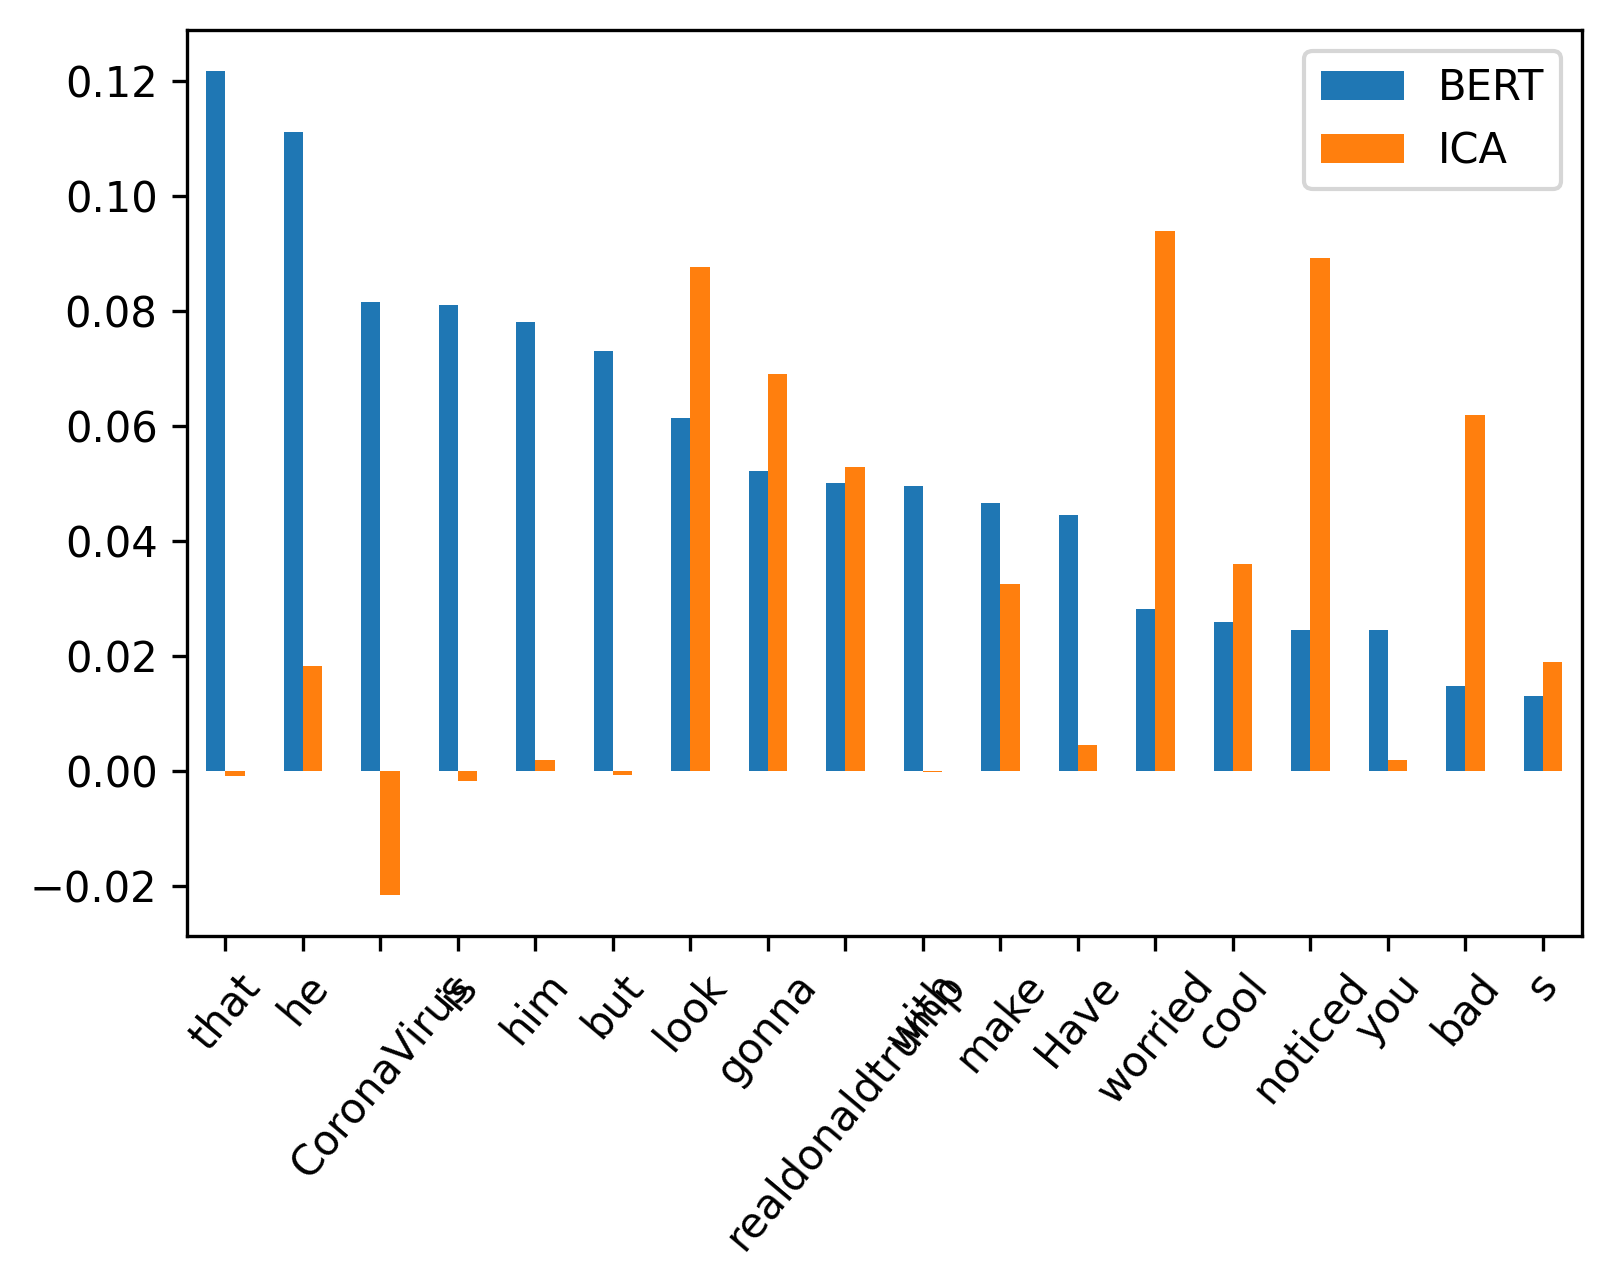 0.12
0.10
0.08
0.06
0.04
0.02
0.00
−0.02
BERT
ICA
that
he
CoronaVirus
is
him
but
look
gonna
realdonaldtrump
with
make
Have
worried
cool
noticed
you
bad
s